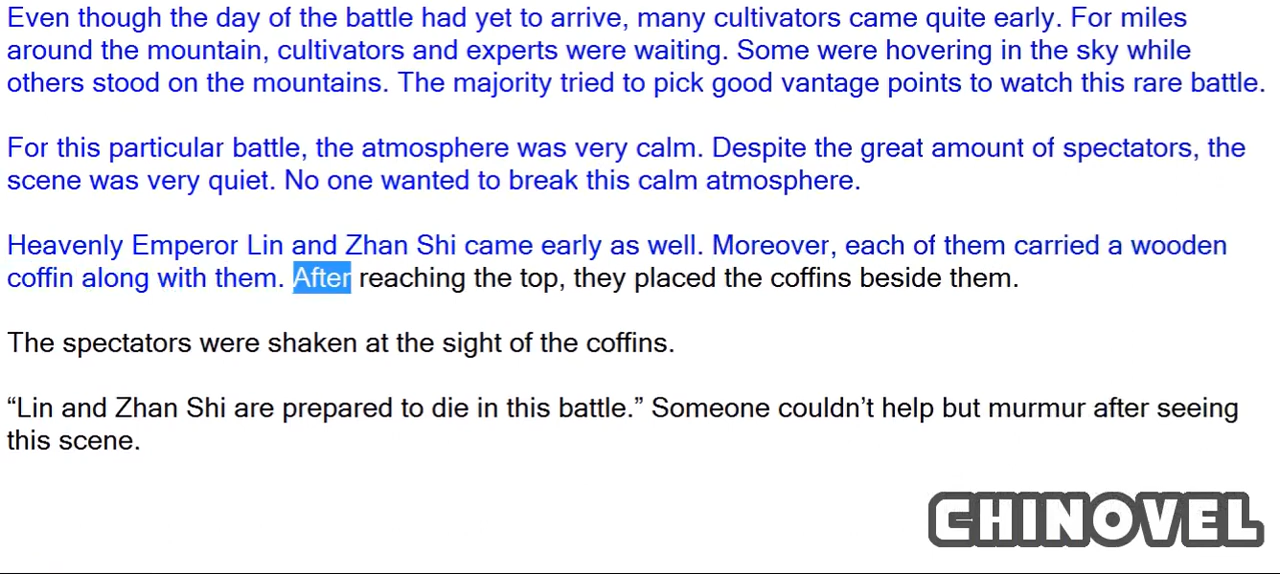 Even though the day of the battle had yet to arrive, many cultivators came quite early. For miles
around the mountain, cultivators and experts were waiting. Some were hovering in the sky while
others stood on the mountains. The majority tried to pick good vantage points to watch this rare battle.
For this particular battle, the atmosphere was very calm. Despite the great amount of spectators, the
scene was very quiet. No one wanted to break this calm atmosphere.
Heavenly Emperor Lin and Zhan Shi came early as well. Moreover, each of them carried a wooden
coffin along with them. After reaching the top, they placed the coffins beside them.
The spectators were shaken at the sight of the coffins.
“Lin and Zhan Shi are prepared to die in this battle.” Someone couldn’t help but murmur after seeing
this scene.
CHINOVEL